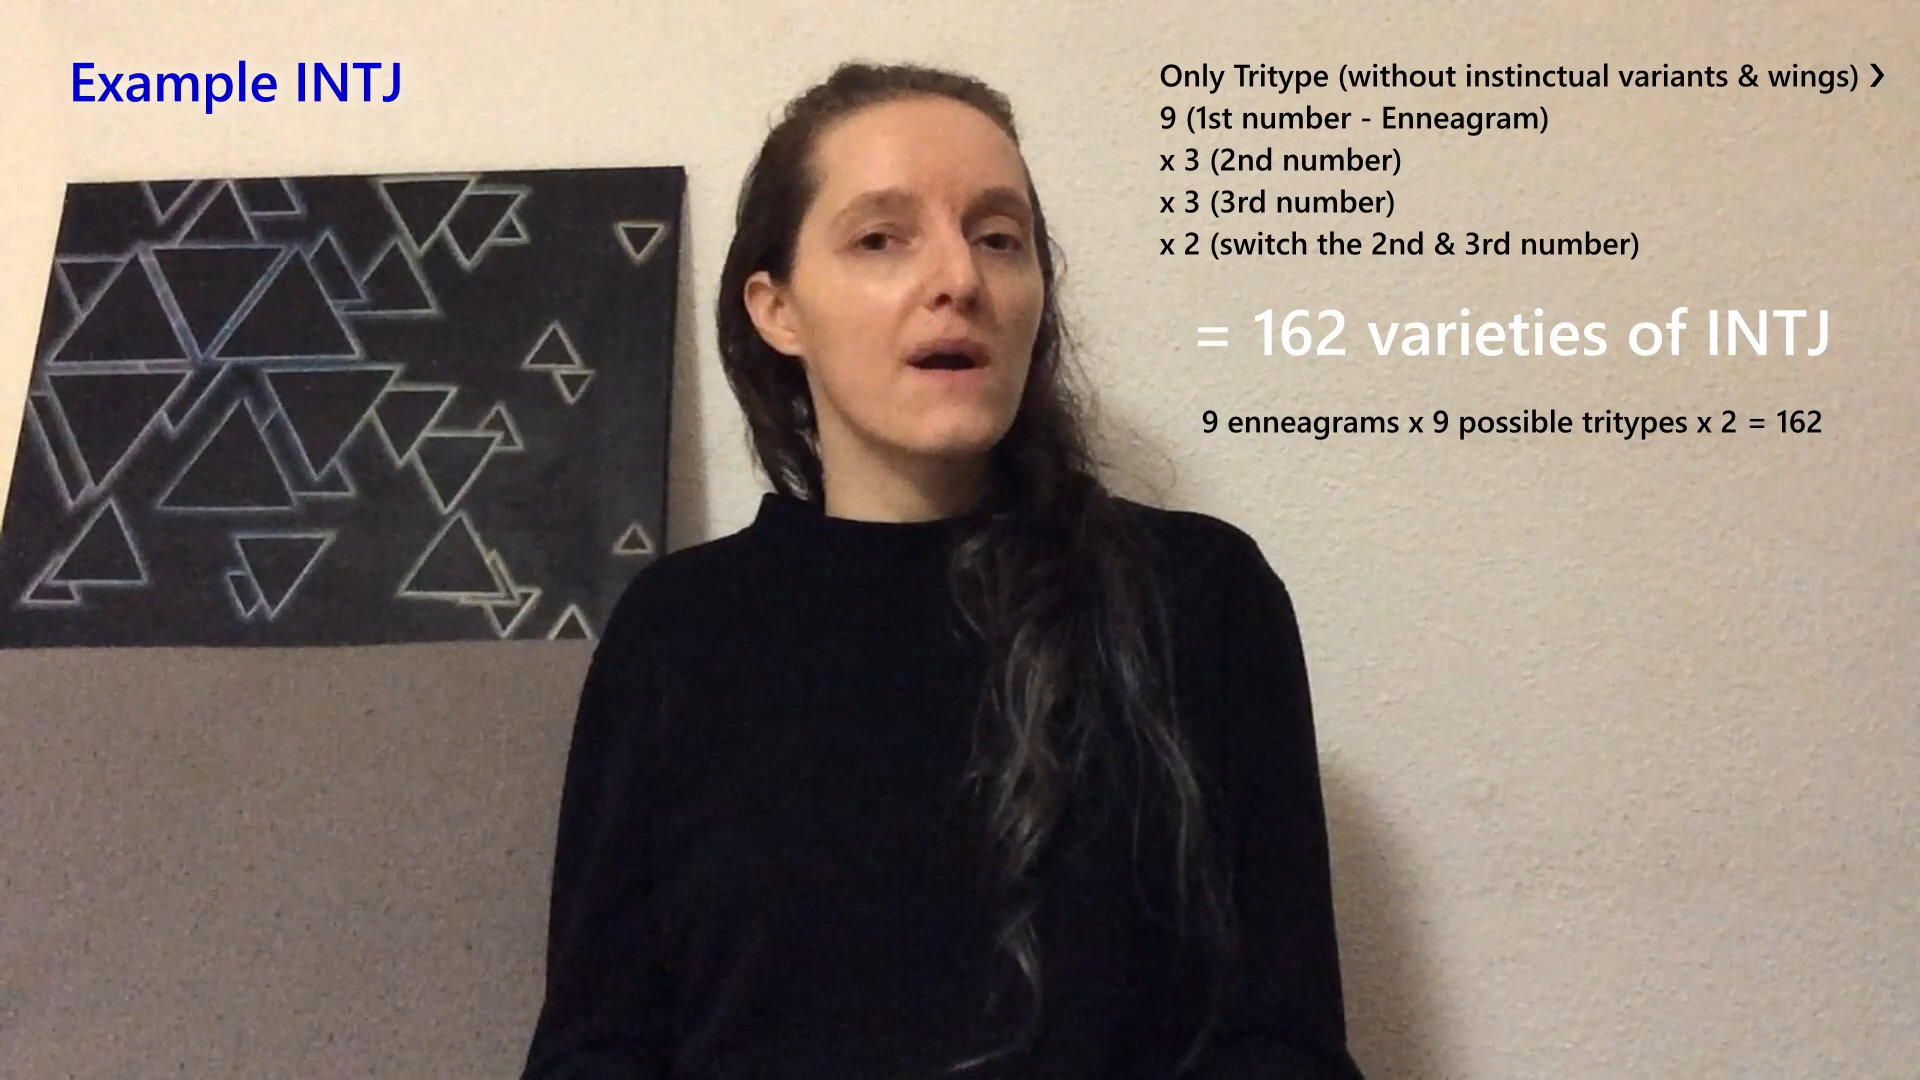 Example INTJ
Only Tritype (without instinctual variants & wings) ❯
9 (1st number - Enneagram)
x 3 (2nd number)
x 3 (3rd number)
x 2 (switch the 2nd & 3rd number)
= 162 varieties of INTJ
9 enneagrams x 9 possible tritypes x 2 = 162